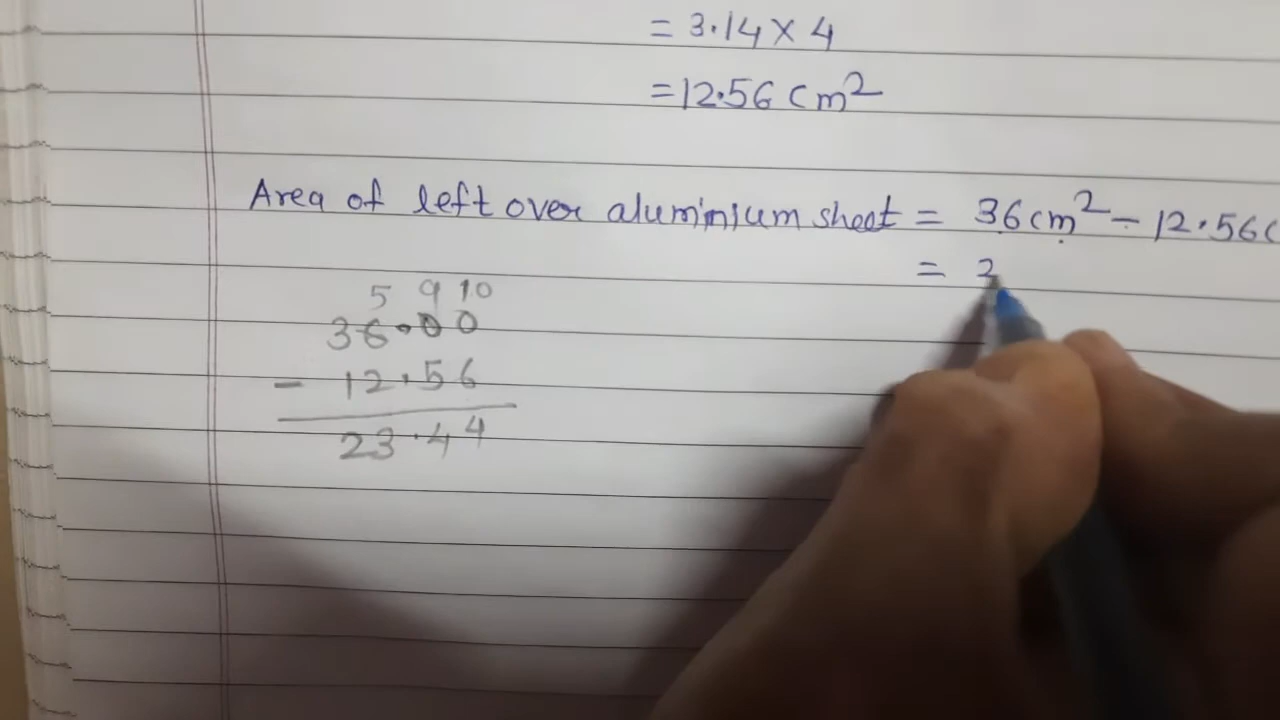 = 3.14 × 4
= 12.56 cm²
Area of left over aluminium sheet = 36 cm² - 12.56 c
= 2
5 9 10
36.00
- 12.56
23.44